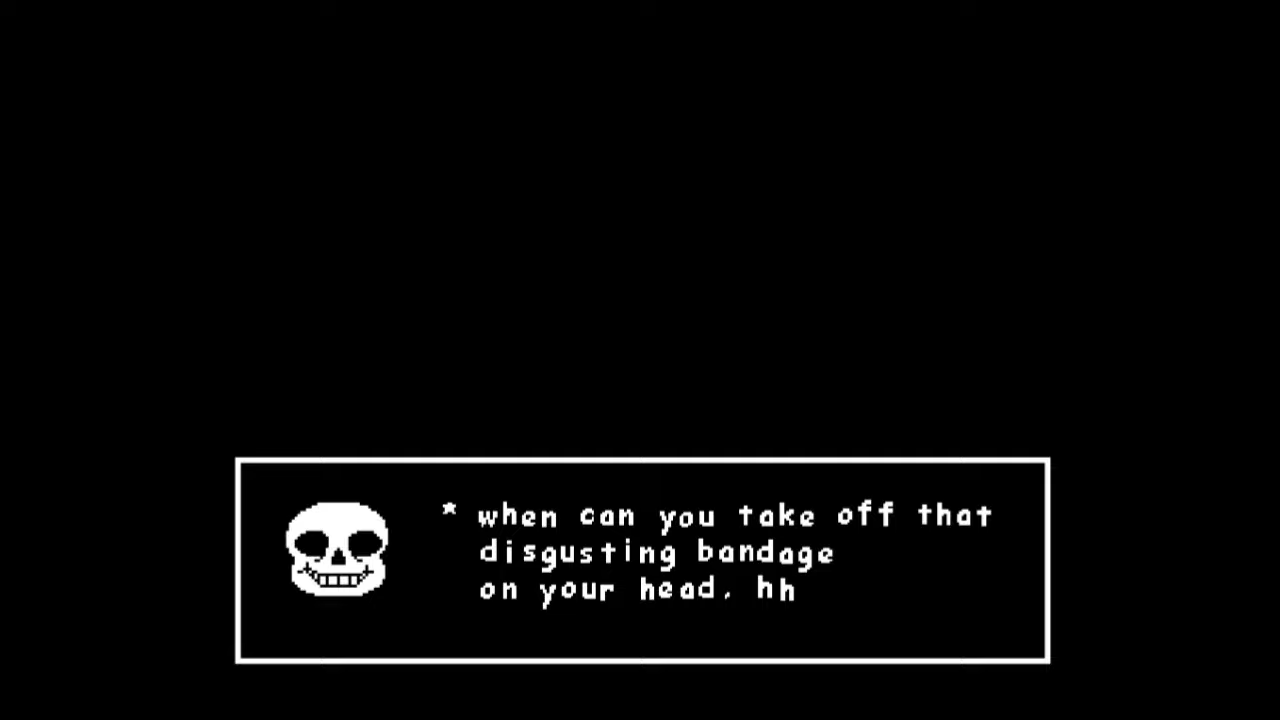 * when can you take off that
disgusting bandage
on your head. hh